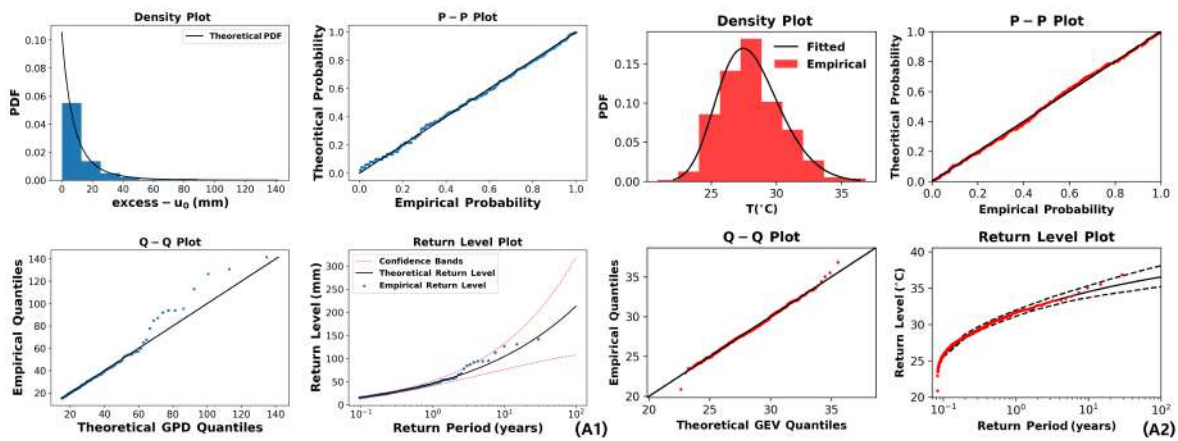 Density Plot
Theoretical PDF
PDF
0.10
0.08
0.06
0.04
0.02
0.00
0 20 40 60 80 100 120 140
excess − u0 (mm)
P − P Plot
Theoritical Probability
1.0
0.8
0.6
0.4
0.2
0.0
0.0 0.2 0.4 0.6 0.8 1.0
Empirical Probability
Density Plot
Fitted
Empirical
PDF
0.15
0.10
0.05
0.00
25 30 35
T(°C)
P − P Plot
Theoritical Probability
1.0
0.8
0.6
0.4
0.2
0.0
0.0 0.2 0.4 0.6 0.8 1.0
Empirical Probability
Q − Q Plot
Empirical Quantiles
140
120
100
80
60
40
20
20 40 60 80 100 120 140
Theoretical GPD Quantiles
Return Level Plot
Confidence Bands
Theoretical Return Level
Empirical Return Level
Return Level (mm)
300
250
200
150
100
50
0
10⁻¹ 10⁰ 10¹ 10²
Return Period (years)
(A1)
Q − Q Plot
Empirical Quantiles
35
30
25
20
20 25 30 35
Theoretical GEV Quantiles
Return Level Plot
Return Level (°C)
40
35
30
25
20
10⁻¹ 10⁰ 10¹ 10²
Return Period (years)
(A2)